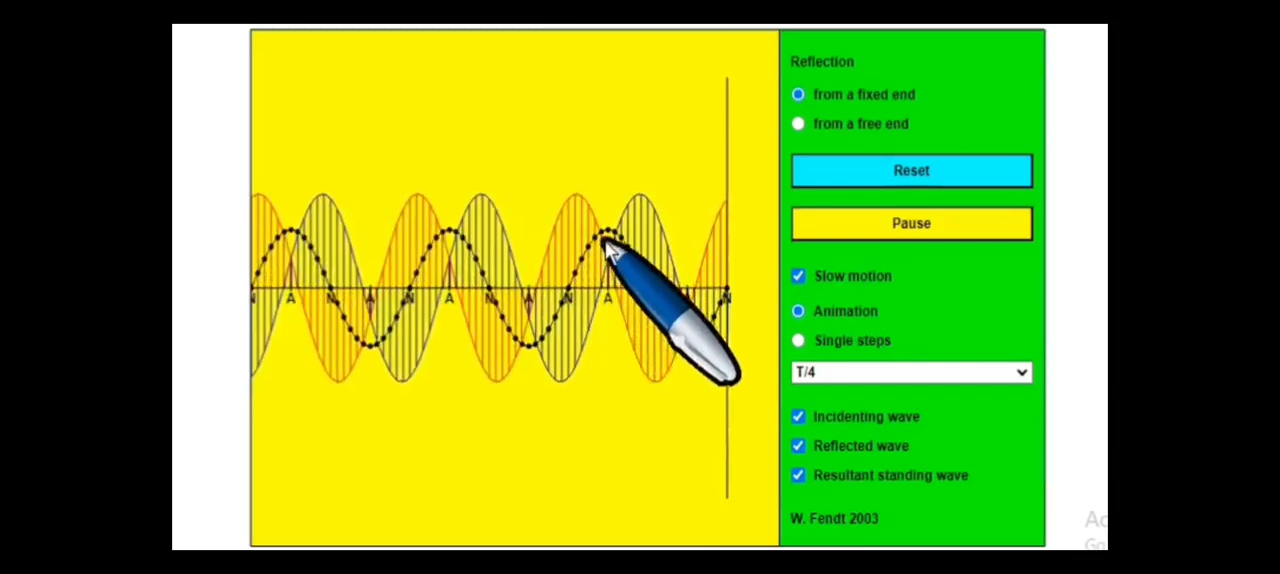 Reflection
from a fixed end
from a free end
Reset
Pause
Slow motion
Animation
Single steps
T/4
Incidenting wave
Reflected wave
Resultant standing wave
W. Fendt 2003
N A N A N A N A N A N